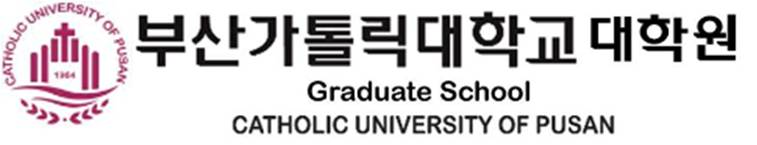 CATHOLIC UNIVERSITY OF PUSAN
1964
부산가톨릭대학교 대학원
Graduate School
CATHOLIC UNIVERSITY OF PUSAN